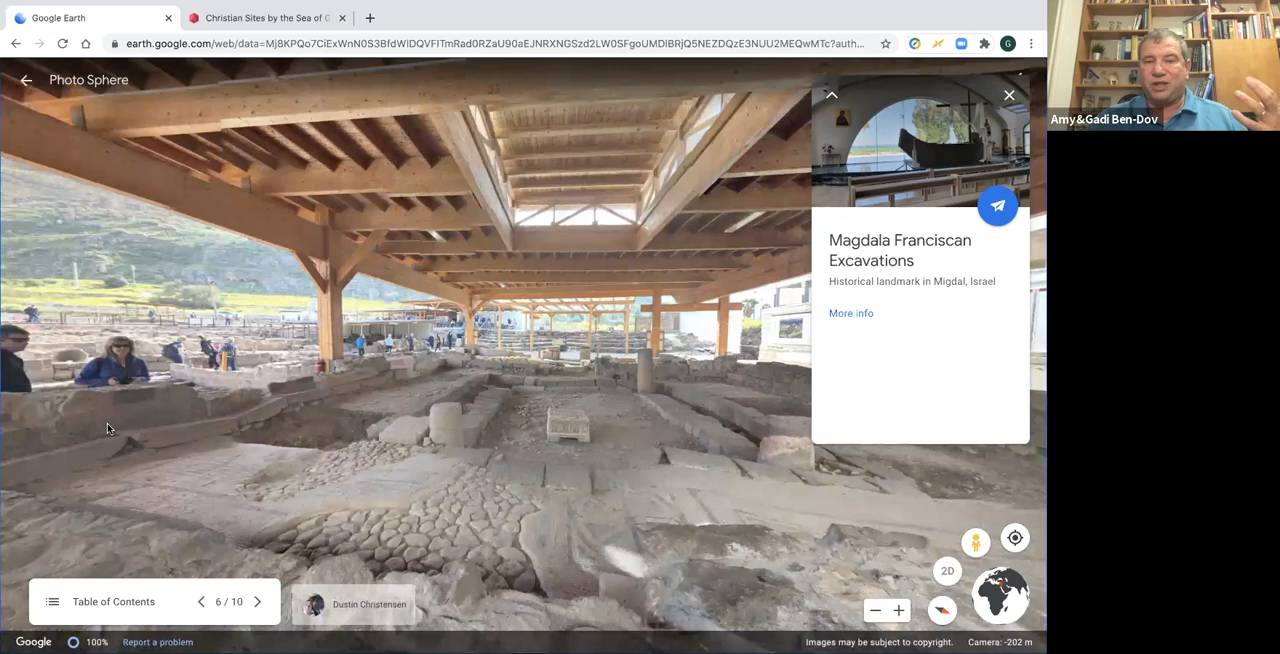 Google Earth
Christian Sites by the Sea of G
earth.google.com/web/data=Mj8KPQo7CiExWnN0S3BfdWlDQVFITmRad0RZaU90aEJNRXNGSzd2LW0SFgoUMDlBRjQ5NEZDQzE3NUU2MEQwMTc?auth...
G
Photo Sphere
Amy&Gadi Ben-Dov
Magdala Franciscan
Excavations
Historical landmark in Migdal, Israel
More info
2D
Table of Contents
6 / 10
Dustin Christensen
Google
100%
Report a problem
Images may be subject to copyright.
Camera: -202 m